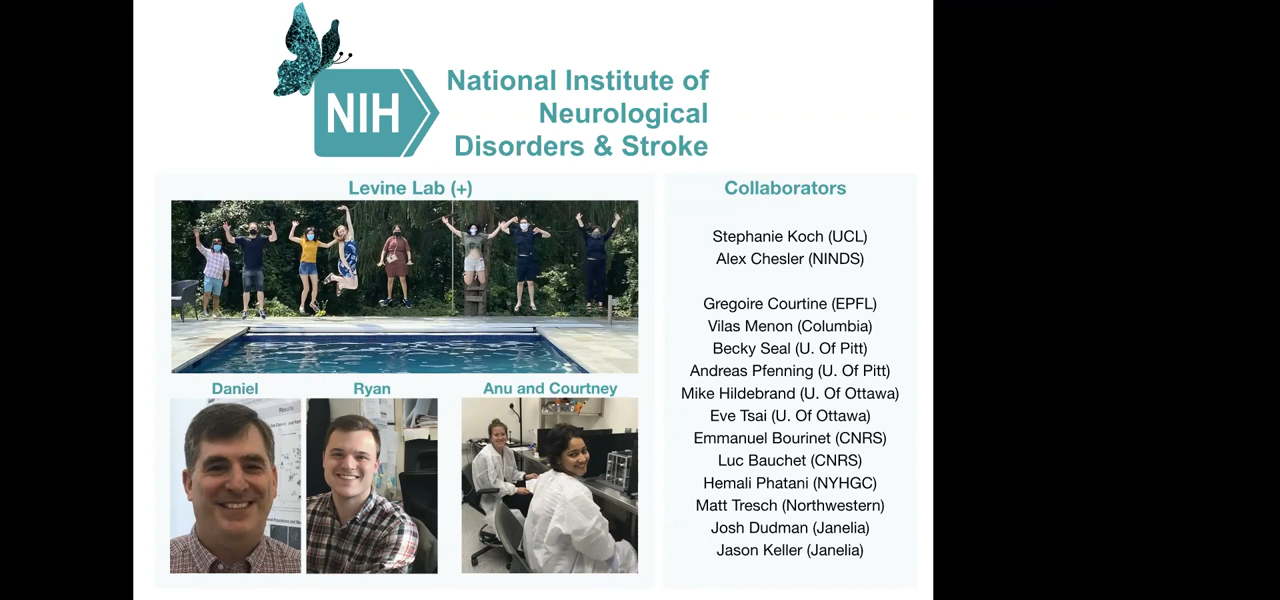 NIH
National Institute of
Neurological
Disorders & Stroke
Levine Lab (+)
Daniel
Ryan
Anu and Courtney
Results
Collaborators
Stephanie Koch (UCL)
Alex Chesler (NINDS)
Gregoire Courtine (EPFL)
Vilas Menon (Columbia)
Becky Seal (U. Of Pitt)
Andreas Pfenning (U. Of Pitt)
Mike Hildebrand (U. Of Ottawa)
Eve Tsai (U. Of Ottawa)
Emmanuel Bourinet (CNRS)
Luc Bauchet (CNRS)
Hemali Phatani (NYHGC)
Matt Tresch (Northwestern)
Josh Dudman (Janelia)
Jason Keller (Janelia)